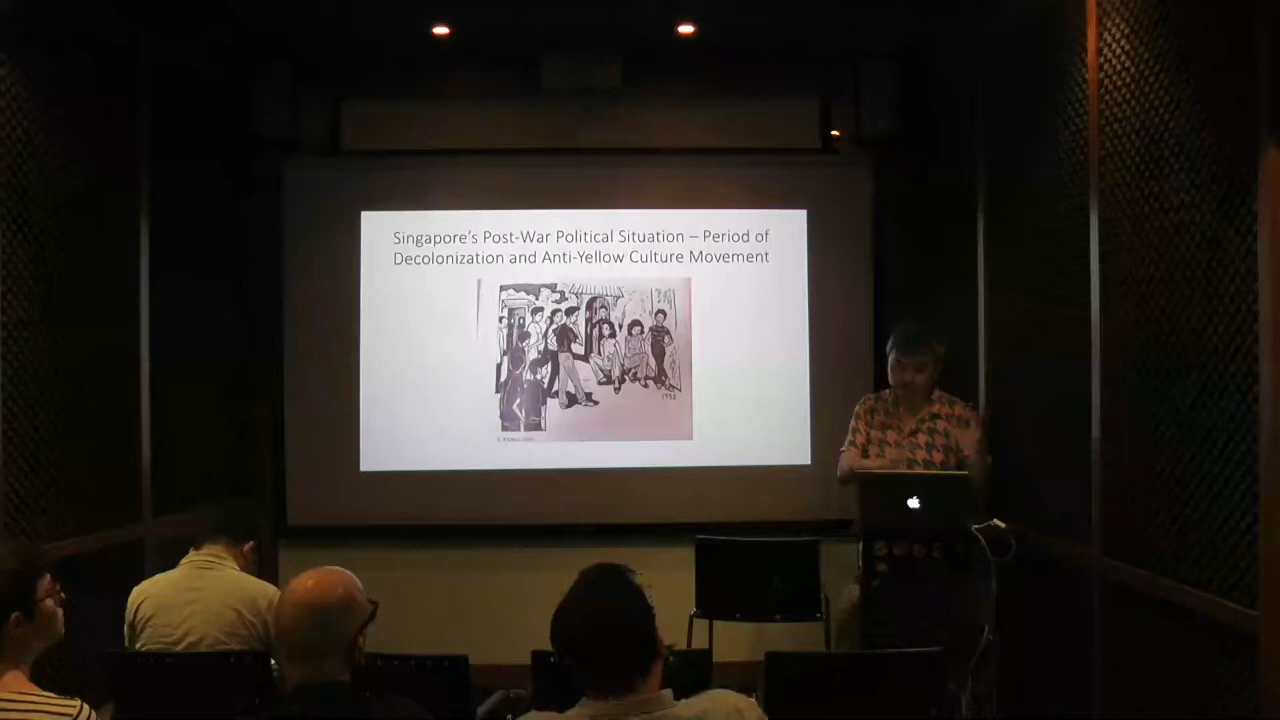 Singapore's Post-War Political Situation – Period of
Decolonization and Anti-Yellow Culture Movement